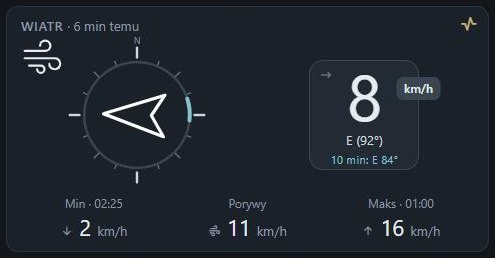 WIATR · 6 min temu
N
8
km/h
E (92°)
10 min: E 84°
Min · 02:25
2 km/h
Porywy
11 km/h
Maks · 01:00
16 km/h